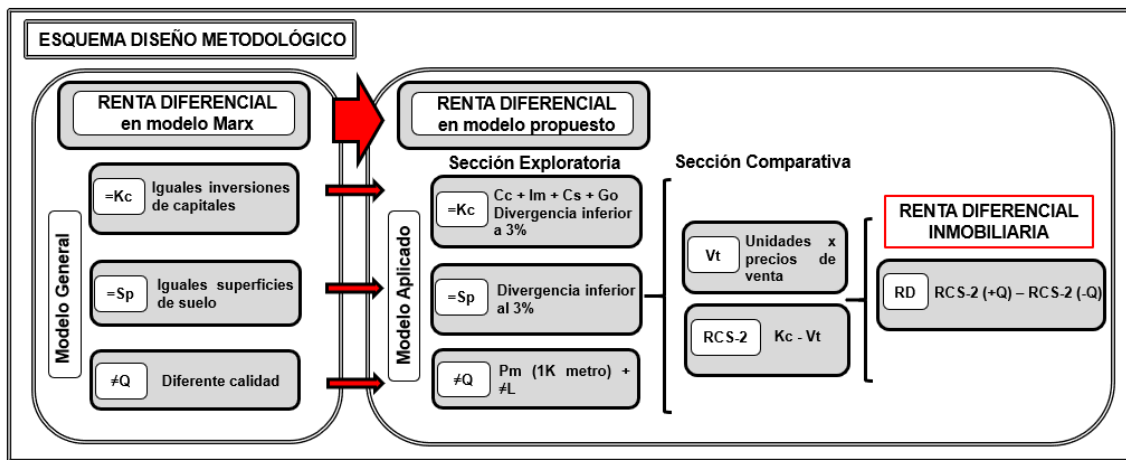 ESQUEMA DISEÑO METODOLÓGICO
RENTA DIFERENCIAL
en modelo Marx
Modelo General
=Kc
Iguales inversiones
de capitales
=Sp
Iguales superficies
de suelo
≠Q
Diferente calidad
RENTA DIFERENCIAL
en modelo propuesto
Sección Exploratoria
Modelo Aplicado
=Kc
Cc + Im + Cs + Go
Divergencia inferior
a 3%
=Sp
Divergencia inferior
al 3%
≠Q
Pm (1K metro) +
≠L
Sección Comparativa
Vt
Unidades x
precios de
venta
RCS-2
Kc - Vt
RENTA DIFERENCIAL
INMOBILIARIA
RD
RCS-2 (+Q) – RCS-2 (-Q)